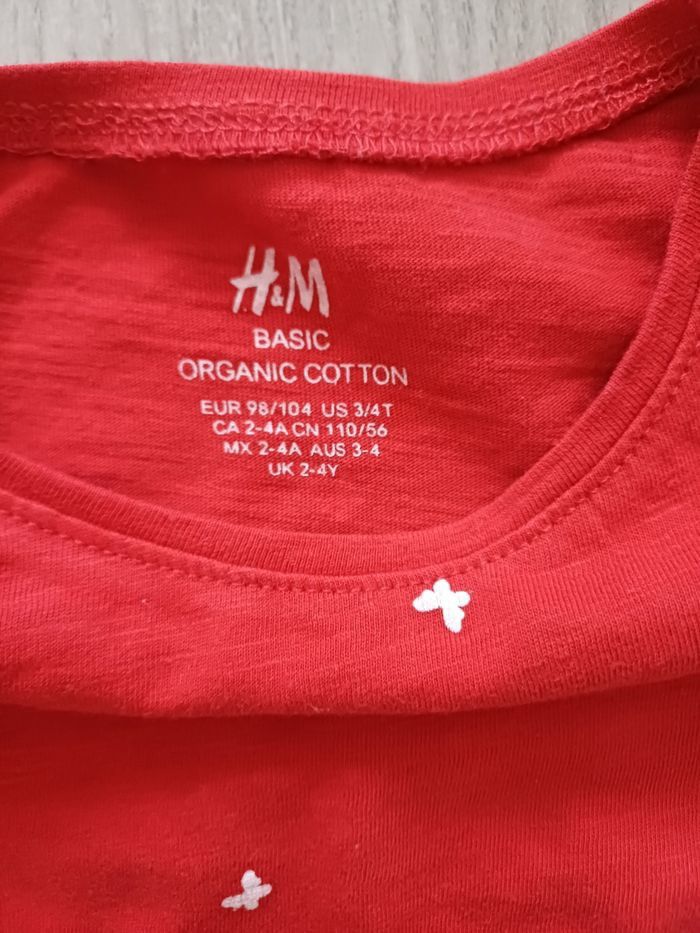 H&M
BASIC
ORGANIC COTTON
EUR 98/104 US 3/4T
CA 2-4A CN 110/56
MX 2-4A AUS 3-4
UK 2-4Y